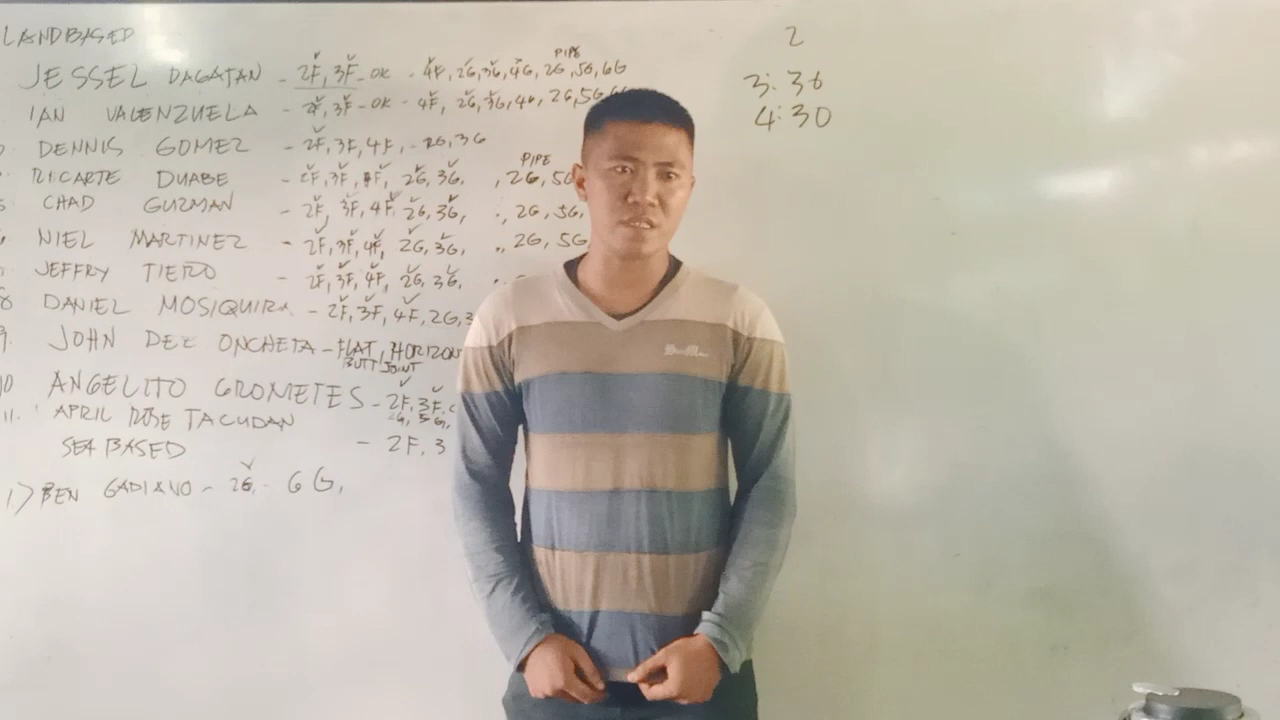 LANDBASED
JESSEL DAGATAN - 2F, 3F - OK - 4F, 2G, 3G, 4G, PIPE 2G, 5G, 6G
IAN VALENZUELA - 2F, 3F - OK - 4F, 2G, 3G, 4G, 2G, 5G
DENNIS GOMEZ - 2F, 3F, 4F, - 2G, 3G
RICARTE DUABE - 2F, 3F, 4F, 2G, 3G, , PIPE 2G, 5G
CHAD GUZMAN - 2F, 3F, 4F, 2G, 3G, ., 2G, 5G,
NIEL MARTINEZ - 2F, 3F, 4F, 2G, 3G, ., 2G, 5G
JEFFRY TIERO - 2F, 3F, 4F, 2G, 3G,
8 DANIEL MOSIQUIRA - 2F, 3F, 4F, 2G, 3
9. JOHN DEE ONCHETA - FLAT, HORIZON
BUTT JOINT
10 ANGELITO GROMETES - 2F, 3F,
2G, 3G,
11. APRIL ROSE TACUDAN
SEABASED - 2F, 3
1) BEN GADIANO - 2G, - 6G,
2
3:36
4:30